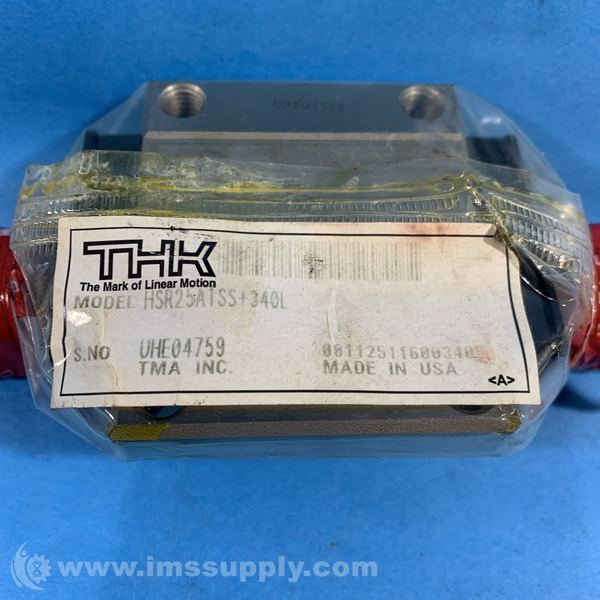 UHE04759
THK
The Mark of Linear Motion
MODEL HSR25A1SS+340L
S.NO UHE04759
TMA INC. MADE IN USA
<A>
www.imssupply.com